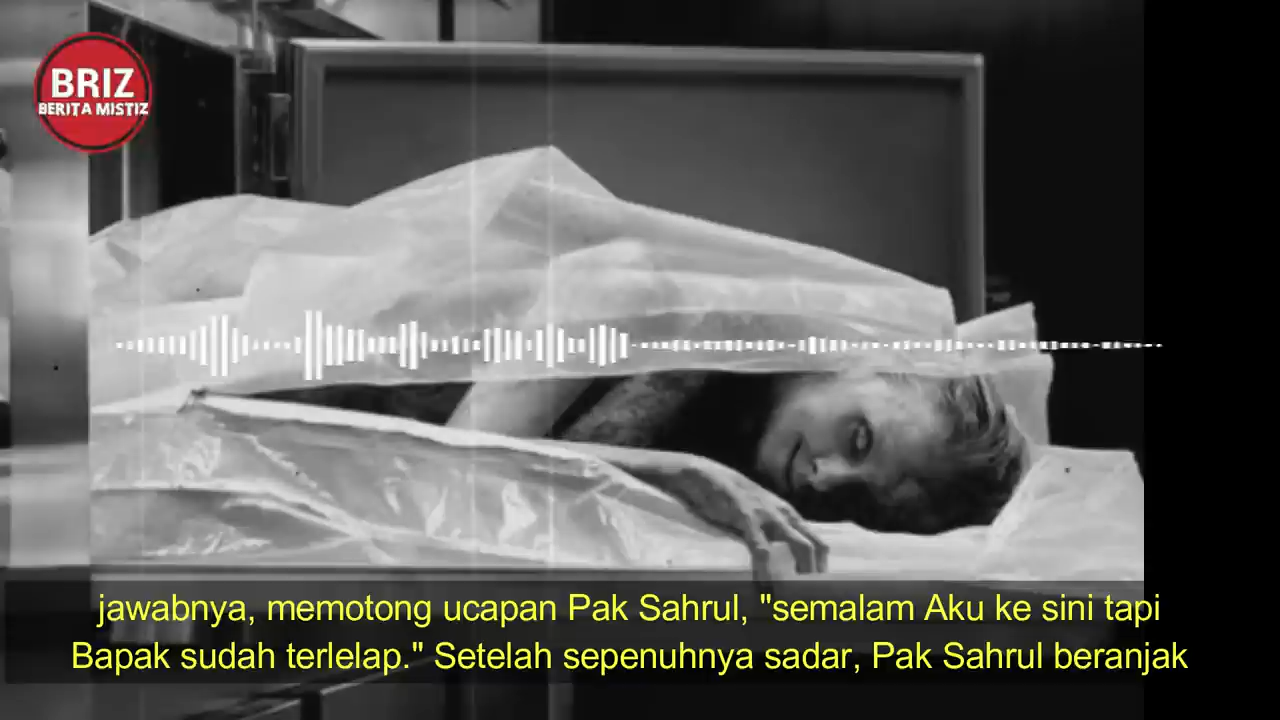 BRIZ
BERITA MISTIZ
jawabnya, memotong ucapan Pak Sahrul, "semalam Aku ke sini tapi
Bapak sudah terlelap." Setelah sepenuhnya sadar, Pak Sahrul beranjak